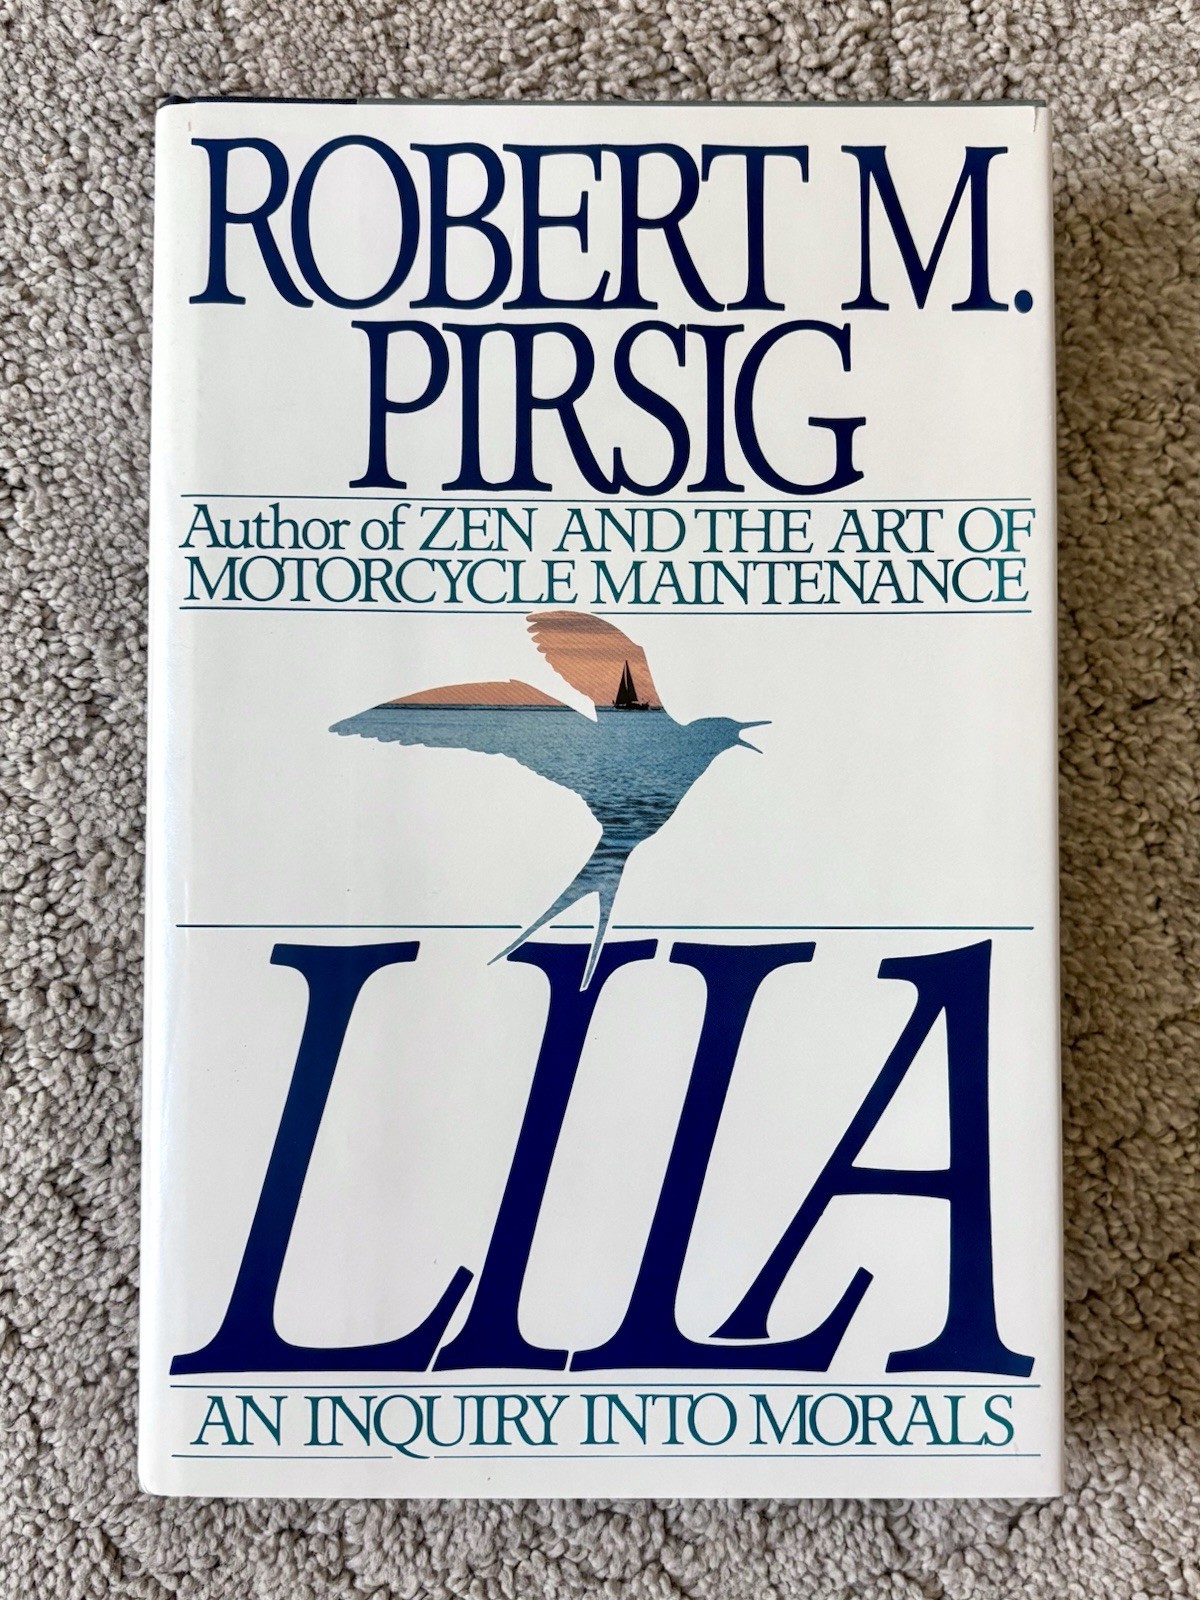 ROBERT M.
PIRSIG
Author of ZEN AND THE ART OF
MOTORCYCLE MAINTENANCE
LILA
AN INQUIRY INTO MORALS